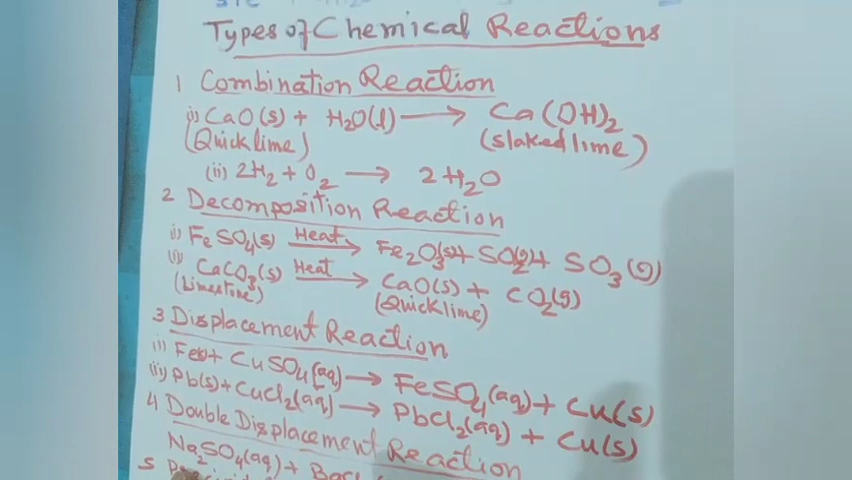 Types of Chemical Reactions
1 Combination Reaction
(i) CaO(s) + H₂O(l) → Ca(OH)₂
(Quicklime) (slaked lime)
(ii) 2H₂ + O₂ → 2H₂O
2 Decomposition Reaction
i) FeSO₄(s) Heat→ Fe₂O₃(s)+ SO₂(g)+ SO₃(g)
(ii) CaCO₃(s) Heat→ CaO(s) + CO₂(g)
(Limestone) (Quicklime)
3 Displacement Reaction
(i) Fe(s)+ CuSO₄(aq) → FeSO₄(aq) + Cu(s)
(ii) Pb(s)+CuCl₂(aq) → PbCl₂(aq) + Cu(s)
4 Double Displacement Reaction
Na₂SO₄(aq) +
5